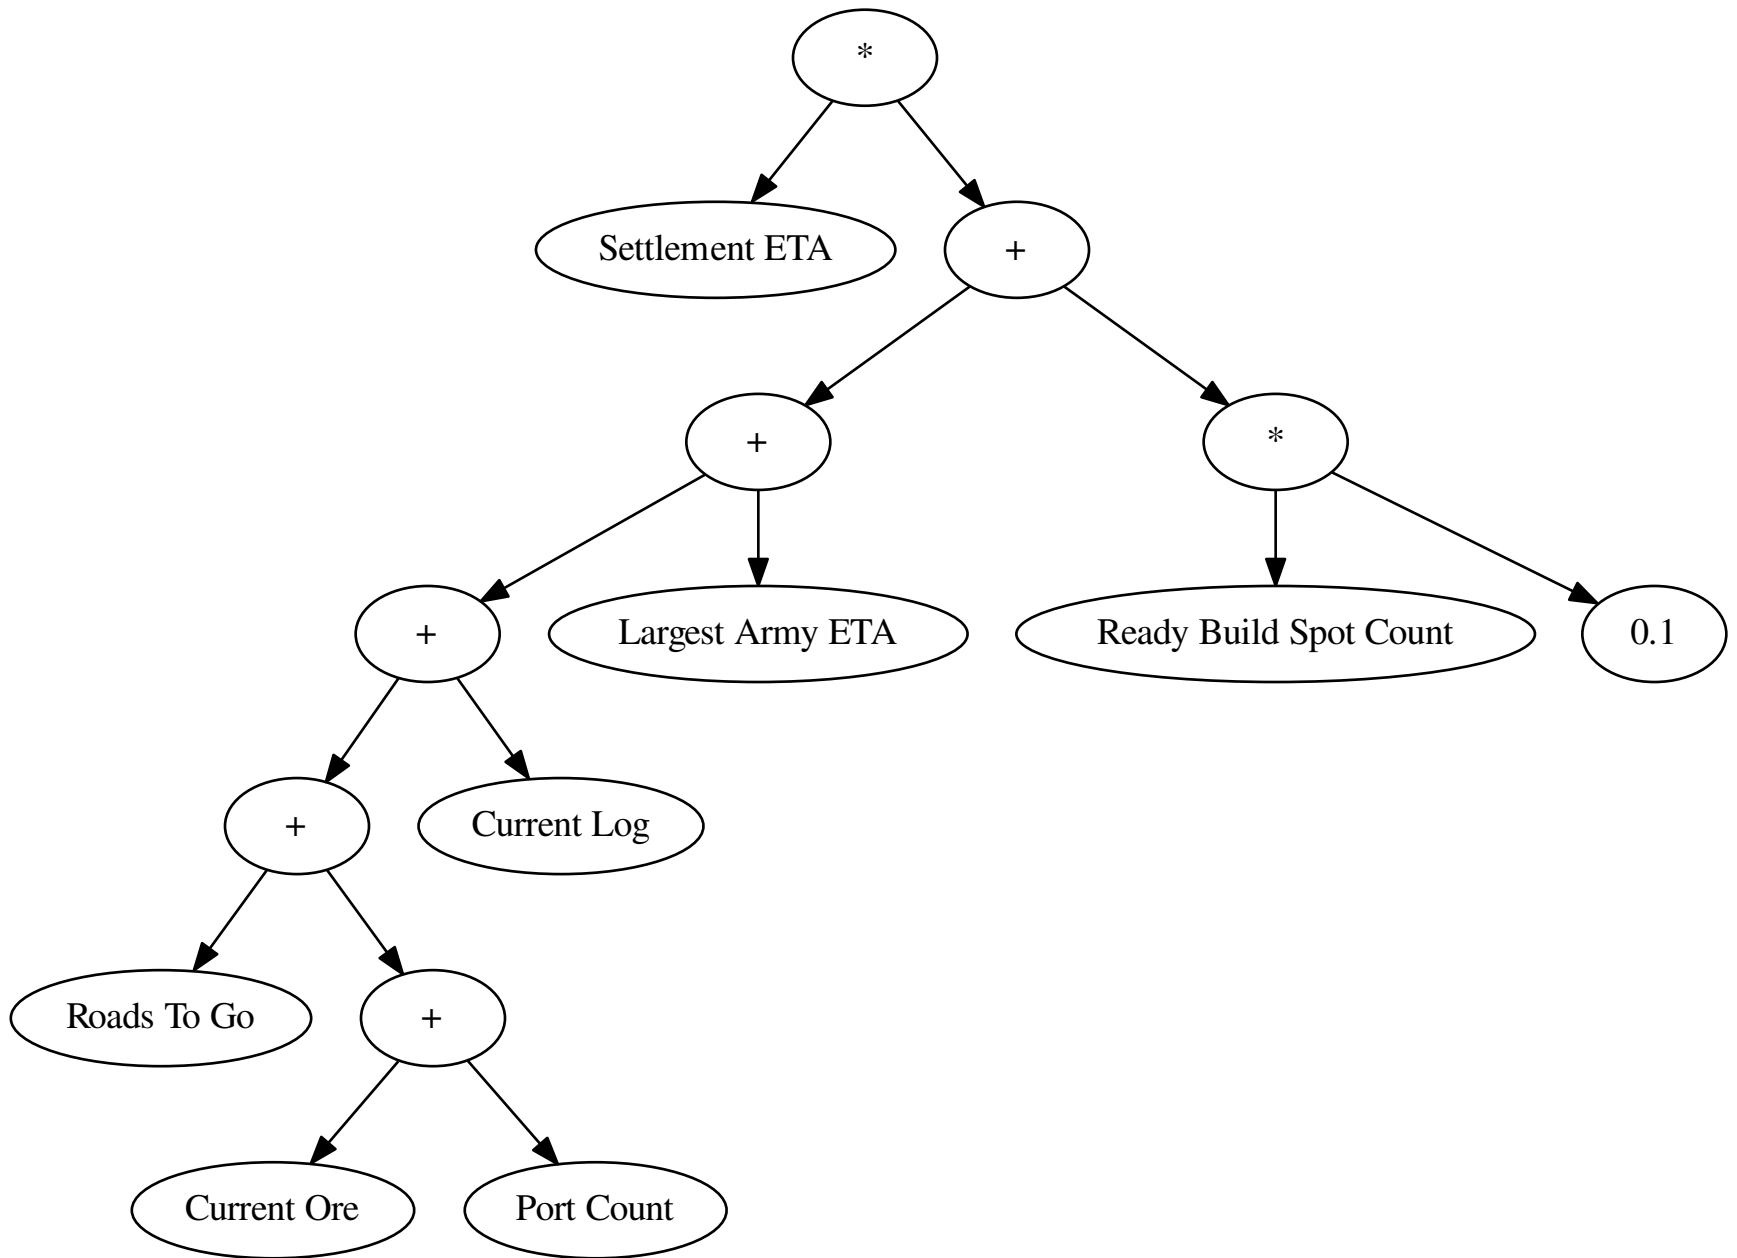 *
Settlement ETA
+
+
*
+
Largest Army ETA
Ready Build Spot Count
0.1
+
Current Log
Roads To Go
+
Current Ore
Port Count